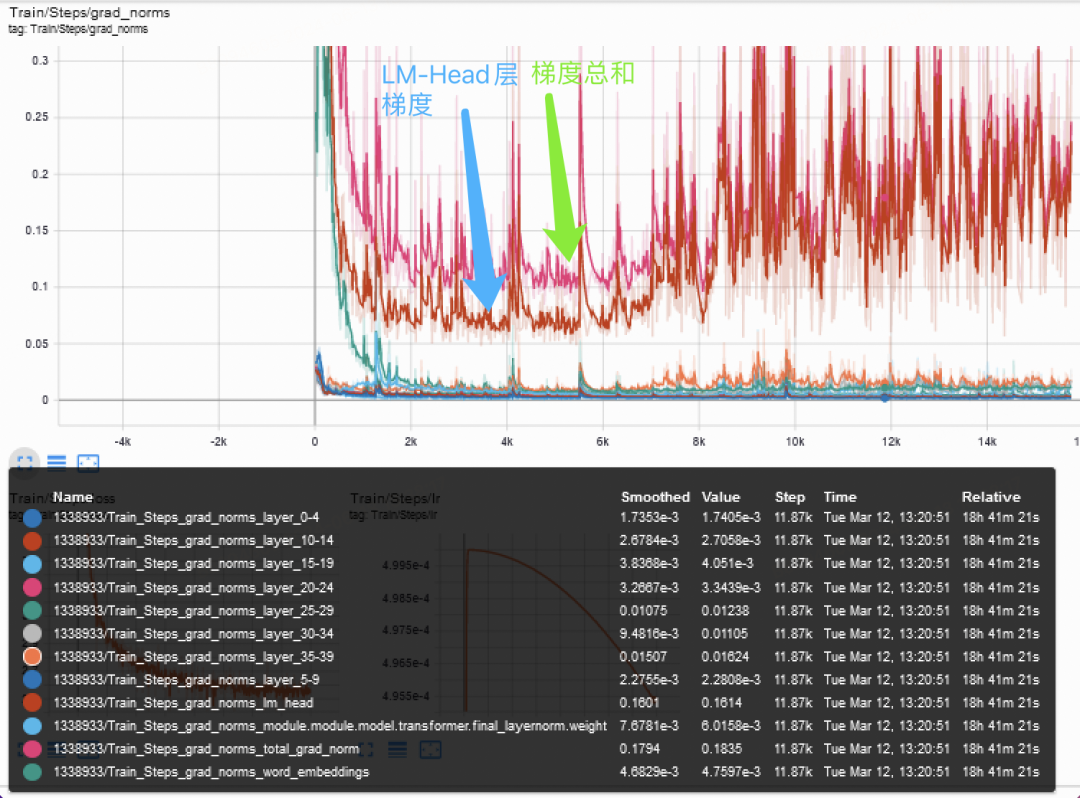 Train/Steps/grad_norms
tag: Train/Steps/grad_norms
0.3
0.25
0.2
0.15
0.1
0.05
0
LM-Head层
梯度
梯度总和
-4k
-2k
0
2k
4k
6k
8k
10k
12k
14k
1
Train/Steps/lr
tag: Train/Steps/lr
4.995e-4
4.985e-4
4.975e-4
4.965e-4
4.955e-4
Name Smoothed Value Step Time Relative
1338933/Train_Steps_grad_norms_layer_0-4 1.7353e-3 1.7405e-3 11.87k Tue Mar 12, 13:20:51 18h 41m 21s
1338933/Train_Steps_grad_norms_layer_10-14 2.6784e-3 2.7058e-3 11.87k Tue Mar 12, 13:20:51 18h 41m 21s
1338933/Train_Steps_grad_norms_layer_15-19 3.8368e-3 4.051e-3 11.87k Tue Mar 12, 13:20:51 18h 41m 21s
1338933/Train_Steps_grad_norms_layer_20-24 3.2667e-3 3.3439e-3 11.87k Tue Mar 12, 13:20:51 18h 41m 21s
1338933/Train_Steps_grad_norms_layer_25-29 0.01075 0.01238 11.87k Tue Mar 12, 13:20:51 18h 41m 21s
1338933/Train_Steps_grad_norms_layer_30-34 9.4816e-3 0.01105 11.87k Tue Mar 12, 13:20:51 18h 41m 21s
1338933/Train_Steps_grad_norms_layer_35-39 0.01507 0.01624 11.87k Tue Mar 12, 13:20:51 18h 41m 21s
1338933/Train_Steps_grad_norms_layer_5-9 2.2755e-3 2.2808e-3 11.87k Tue Mar 12, 13:20:51 18h 41m 21s
1338933/Train_Steps_grad_norms_lm_head 0.1601 0.1614 11.87k Tue Mar 12, 13:20:51 18h 41m 21s
1338933/Train_Steps_grad_norms_module.module.model.transformer.final_layernorm.weight 7.6781e-3 6.0158e-3 11.87k Tue Mar 12, 13:20:51 18h 41m 21s
1338933/Train_Steps_grad_norms_total_grad_norm 0.1794 0.1835 11.87k Tue Mar 12, 13:20:51 18h 41m 21s
1338933/Train_Steps_grad_norms_word_embeddings 4.6829e-3 4.7597e-3 11.87k Tue Mar 12, 13:20:51 18h 41m 21s